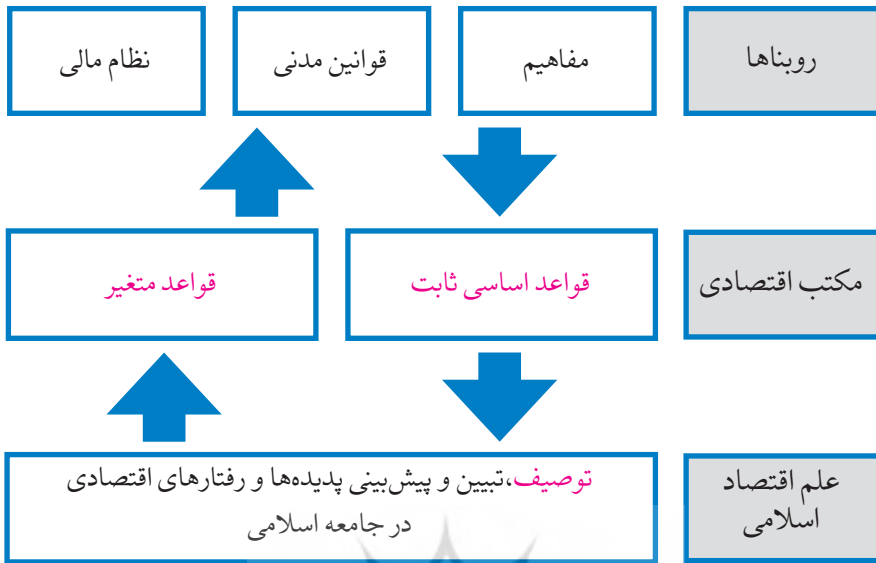 روبناها
مفاهیم
قوانین مدنی
نظام مالی
مکتب اقتصادی
قواعد اساسی ثابت
قواعد متغیر
علم اقتصاد
اسلامی
توصیف،تبیین و پیش‌بینی پدیده‌ها و رفتارهای اقتصادی
در جامعه اسلامی